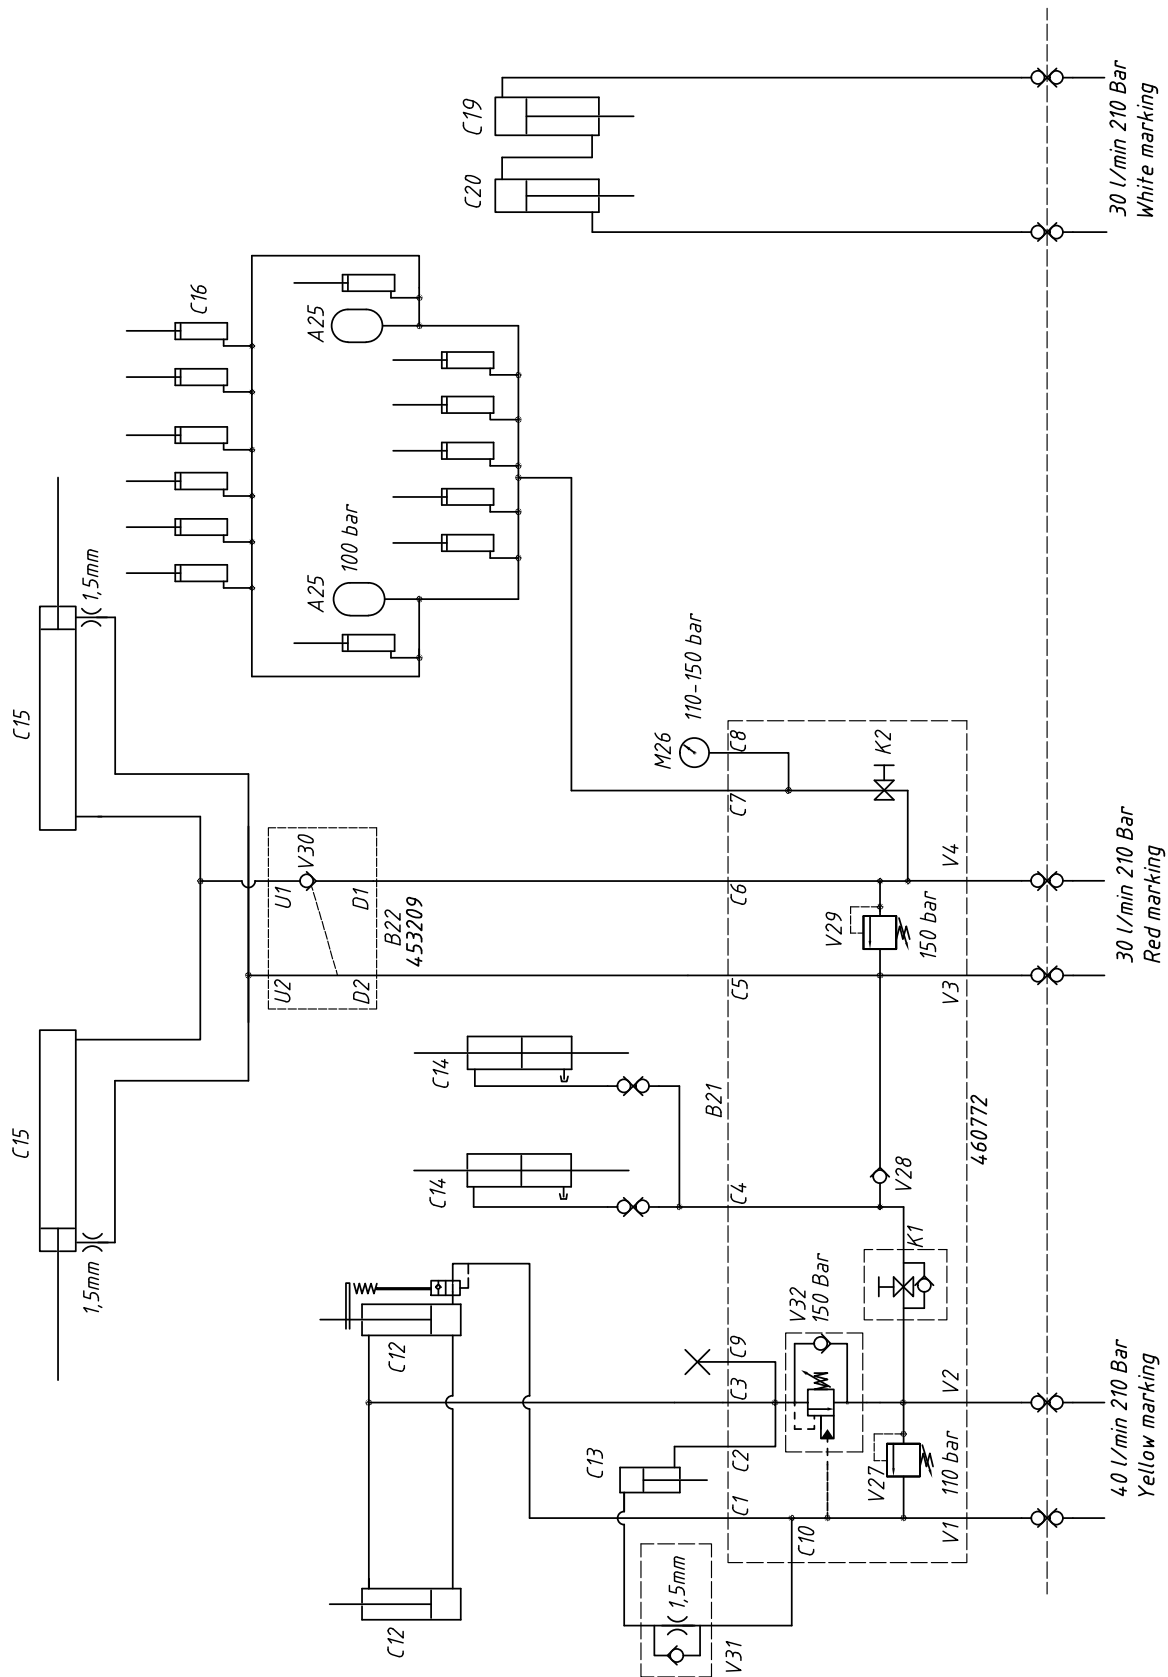 C15
1,5mm
C15
1,5mm
C12
C12
C14
C14
C16
A25
100 bar
A25
C20
C19
U2
U1
V30
D2
D1
B22
453209
C13
V31
1,5mm
M26
110-150 bar
B21
C1
C2
C3
C9
C4
C5
C6
C7
C8
C10
V32
150 Bar
V27
110 bar
K1
V28
V29
150 bar
K2
V1
V2
V3
V4
460772
40 l/min 210 Bar
Yellow marking
30 l/min 210 Bar
Red marking
30 l/min 210 Bar
White marking